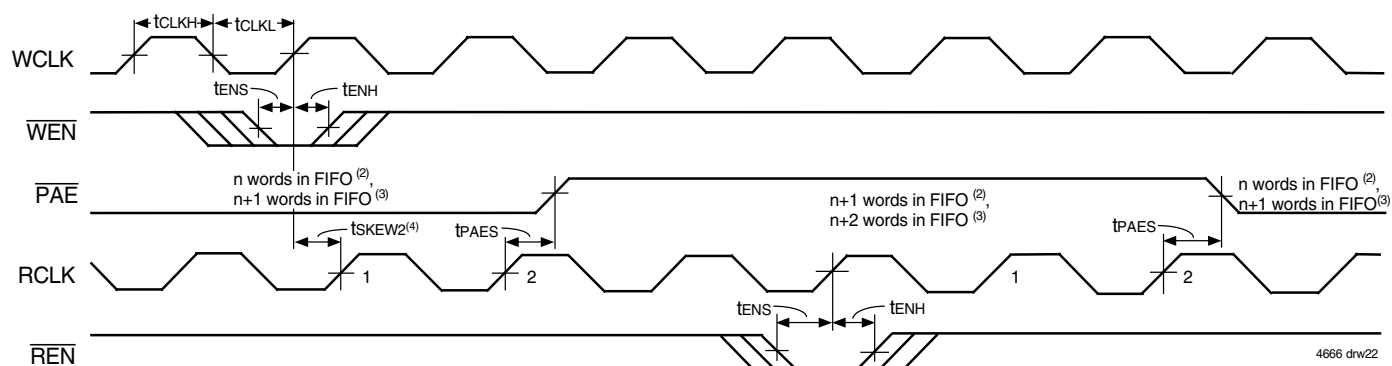 tCLKH tCLKL
WCLK
tENS tENH
WEN
n words in FIFO (2),
n+1 words in FIFO (3)
PAE
n+1 words in FIFO (2),
n+2 words in FIFO (3)
n words in FIFO (2),
n+1 words in FIFO(3)
tSKEW2(4) tPAES tPAES
RCLK 1 2 1 2
tENS tENH
REN
4666 drw22